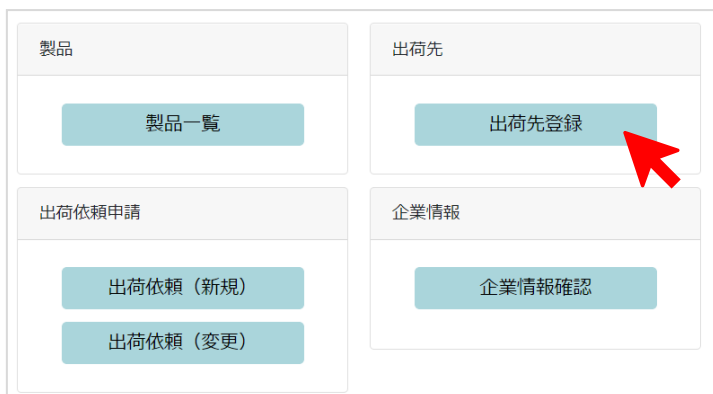 製品
製品一覧
出荷先
出荷先登録
出荷依頼申請
出荷依頼（新規）
出荷依頼（変更）
企業情報
企業情報確認